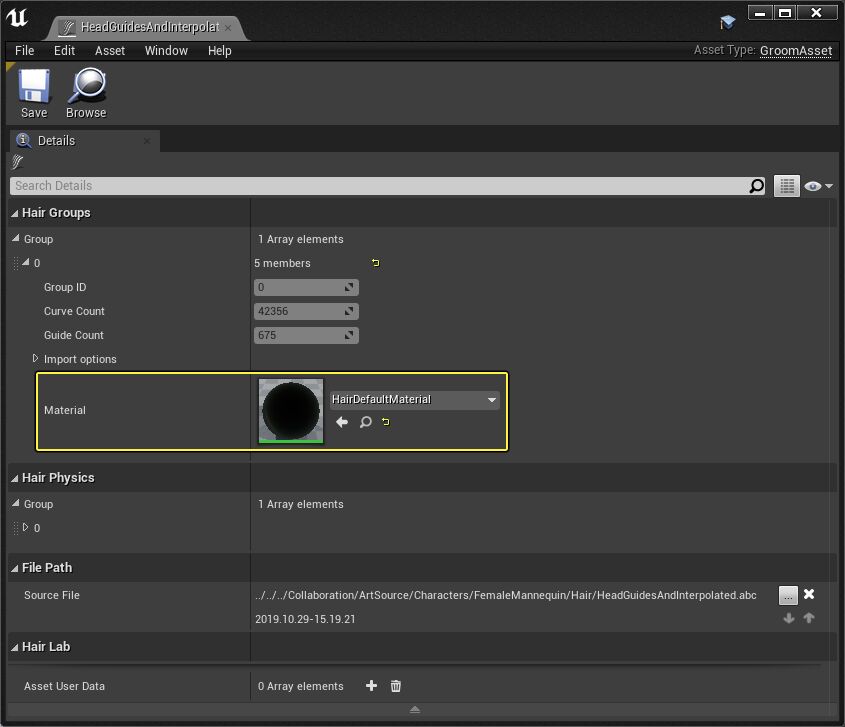 HeadGuidesAndInterpolat
File Edit Asset Window Help
Asset Type: GroomAsset
Save Browse
Details
Search Details
Hair Groups
Group 1 Array elements
0 5 members
Group ID 0
Curve Count 42356
Guide Count 675
Import options
HairDefaultMaterial
Material
Hair Physics
Group 1 Array elements
0
File Path
Source File ../../../Collaboration/ArtSource/Characters/FemaleMannequin/Hair/HeadGuidesAndInterpolated.abc ...
2019.10.29-15.19.21
Hair Lab
Asset User Data 0 Array elements